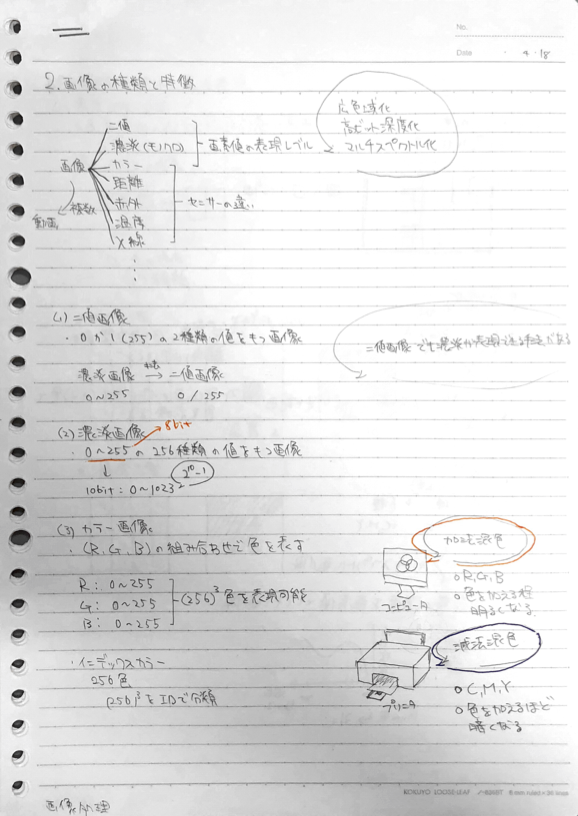 No.
Date ・ 4・18
2. 画像の種類と特徴
画像
複数
動画
二値
濃淡(モノクロ)
カラー
距離
赤外
温度
X線
画素値の表現レベル
センサーの違い
広色域化
高ビット深度化
マルチスペクトル化
(1) 二値画像
・0か1(255)の2種類の値をもつ画像
濃淡画像 → 二値画像
0~255 0/255
二値画像でも濃淡が表現できる手法がある
(2) 濃淡画像 8bit
・0~255の256種類の値をもつ画像
↓
10bit: 0~1023 2^10-1
(3) カラー画像
・(R, G, B)の組み合わせで色を表す
R: 0~255
G: 0~255
B: 0~255
(256)^3色を表現可能
・インデックスカラー
256色
(256)^3をIDで分類
加法混色
コンピュータ
○R, G, B
○色を加える程
明るくなる
減法混色
プリンタ
○C, M, Y
○色を加えるほど
暗くなる
画像処理
KOKUYO LOOSE-LEAF ノ-836BT 6 mm ruled×36 lines